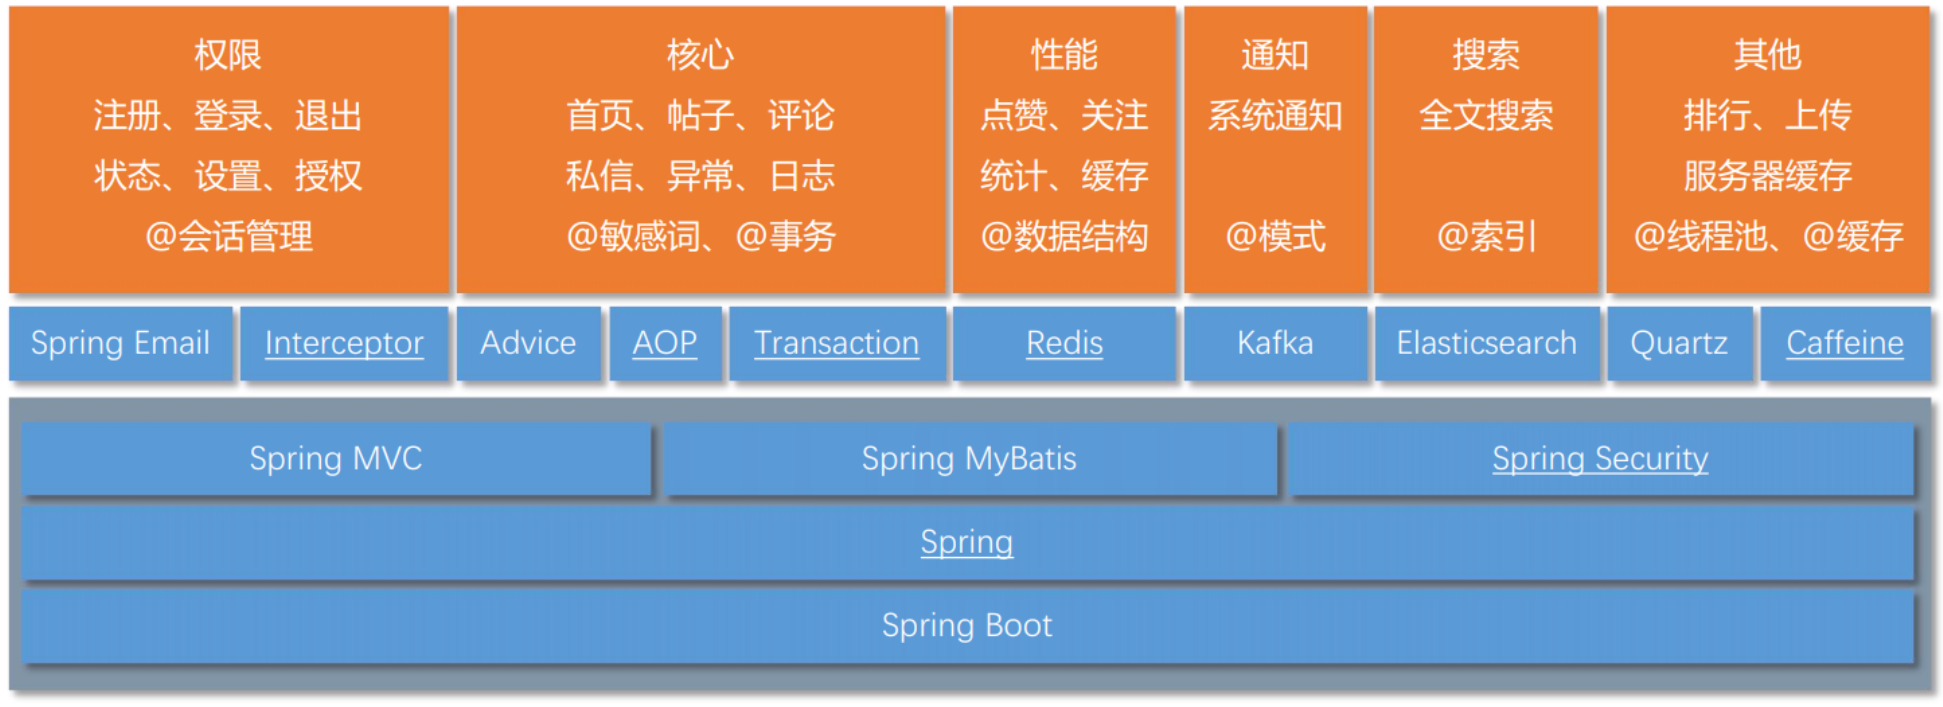 权限
注册、登录、退出
状态、设置、授权
@会话管理
核心
首页、帖子、评论
私信、异常、日志
@敏感词、@事务
性能
点赞、关注
统计、缓存
@数据结构
通知
系统通知
@模式
搜索
全文搜索
@索引
其他
排行、上传
服务器缓存
@线程池、@缓存
Spring Email
Interceptor
Advice
AOP
Transaction
Redis
Kafka
Elasticsearch
Quartz
Caffeine
Spring MVC
Spring MyBatis
Spring Security
Spring
Spring Boot